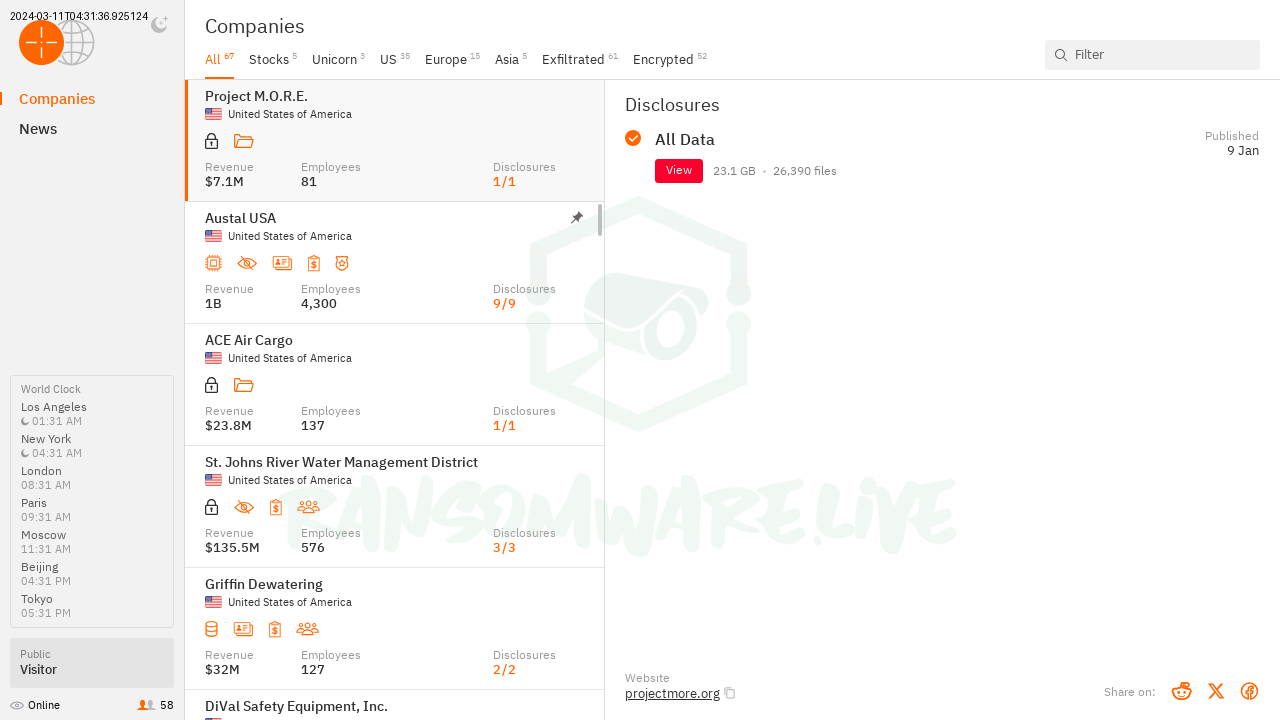 2024-03-11T04:31:36.925124
Companies
News
World Clock
Los Angeles
01:31 AM
New York
04:31 AM
London
08:31 AM
Paris
09:31 AM
Moscow
11:31 AM
Beijing
04:31 PM
Tokyo
05:31 PM
Public
Visitor
Online 58
Companies
All 67 Stocks 5 Unicorn 3 US 35 Europe 15 Asia 5 Exfiltrated 61 Encrypted 52
Filter
Project M.O.R.E.
United States of America
Revenue Employees Disclosures
$7.1M 81 1/1
Austal USA
United States of America
Revenue Employees Disclosures
1B 4,300 9/9
ACE Air Cargo
United States of America
Revenue Employees Disclosures
$23.8M 137 1/1
St. Johns River Water Management District
United States of America
Revenue Employees Disclosures
$135.5M 576 3/3
Griffin Dewatering
United States of America
Revenue Employees Disclosures
$32M 127 2/2
DiVal Safety Equipment, Inc.
Disclosures
All Data
Published
9 Jan
View 23.1 GB • 26,390 files
RANSOMWARE.LIVE
Website
projectmore.org
Share on: